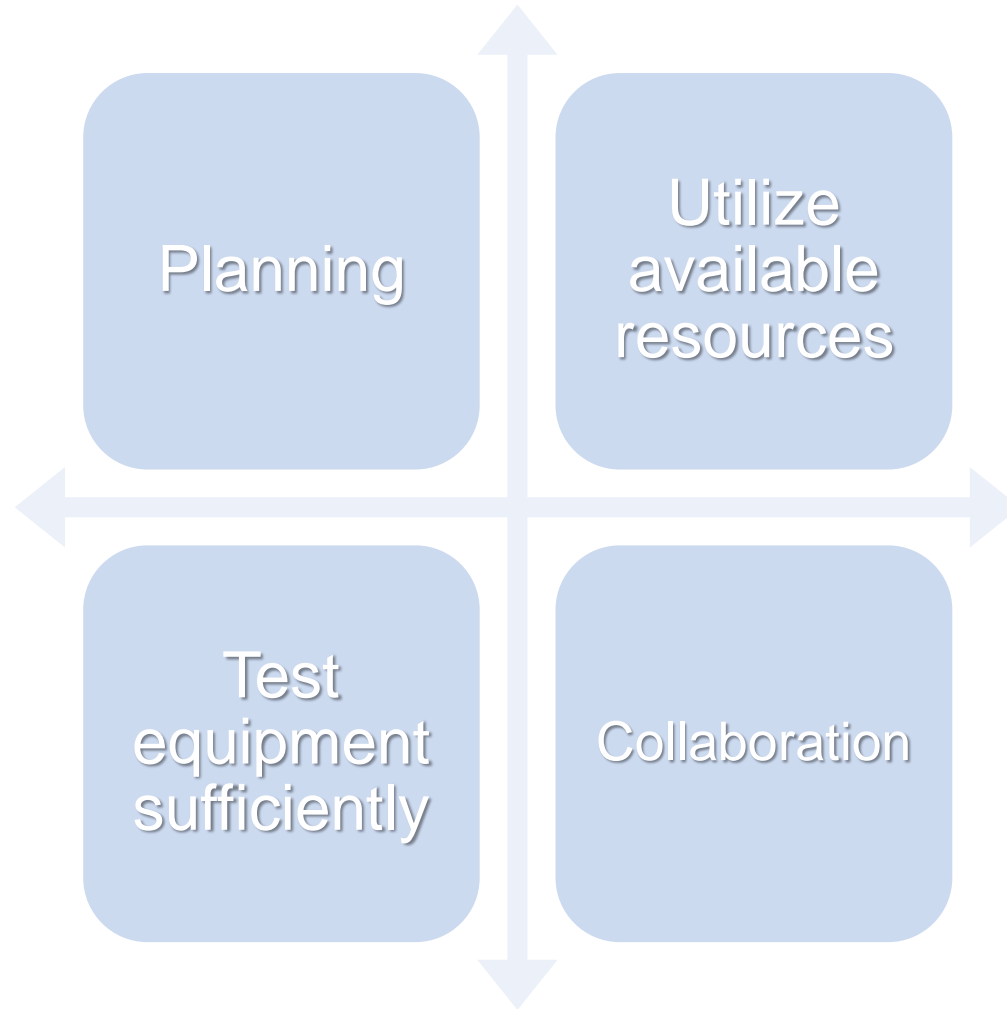 Planning
Utilize
available
resources
Test
equipment
sufficiently
Collaboration